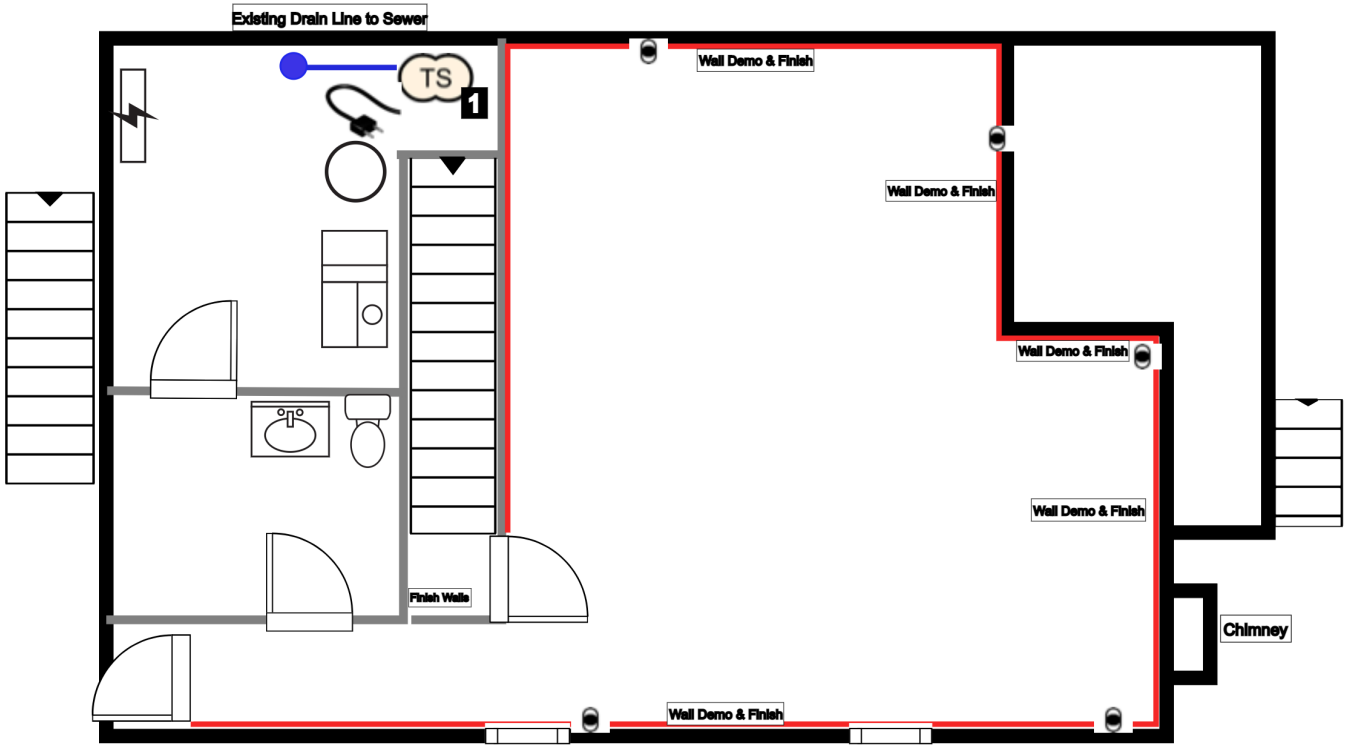 Existing Drain Line to Sewer
Wall Demo & Finish
TS
1
Wall Demo & Finish
Wall Demo & Finish
Wall Demo & Finish
Finish Walls
Chimney
Wall Demo & Finish